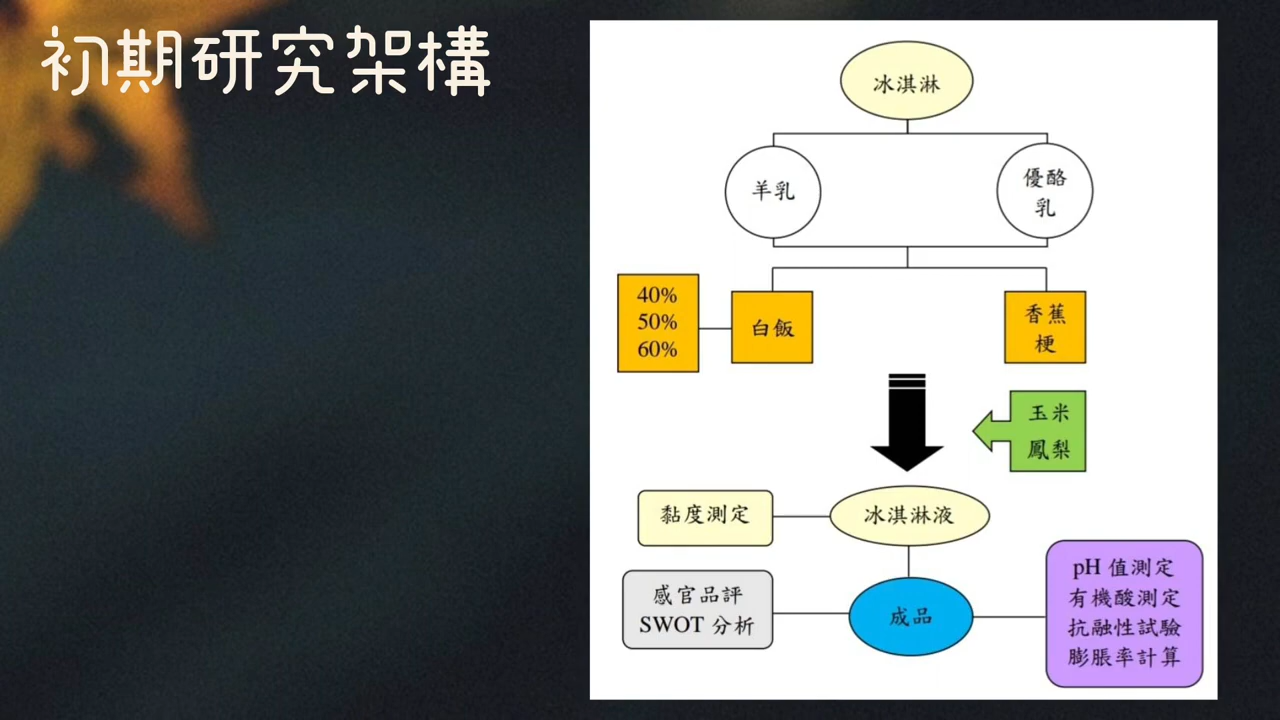 初期研究架構
冰淇淋
羊乳
優酪
乳
40%
50%
60%
白飯
香蕉
梗
玉米
鳳梨
黏度測定
冰淇淋液
感官品評
SWOT 分析
成品
pH 值測定
有機酸測定
抗融性試驗
膨脹率計算